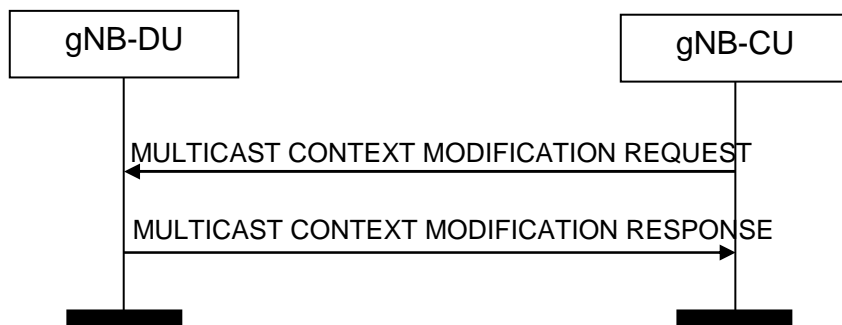 gNB-DU
gNB-CU
MULTICAST CONTEXT MODIFICATION REQUEST
MULTICAST CONTEXT MODIFICATION RESPONSE